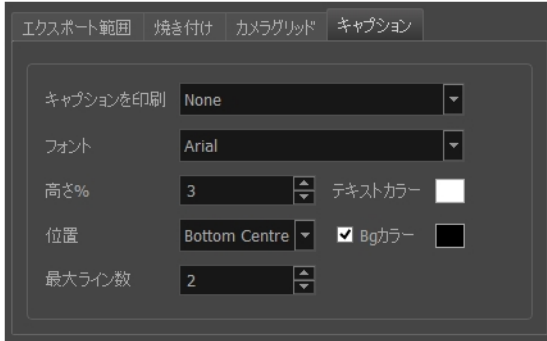 エクスポート範囲 焼き付け カメラグリッド キャプション
キャプションを印刷 None
フォント Arial
高さ% 3 テキストカラー
位置 Bottom Centre Bgカラー
最大ライン数 2